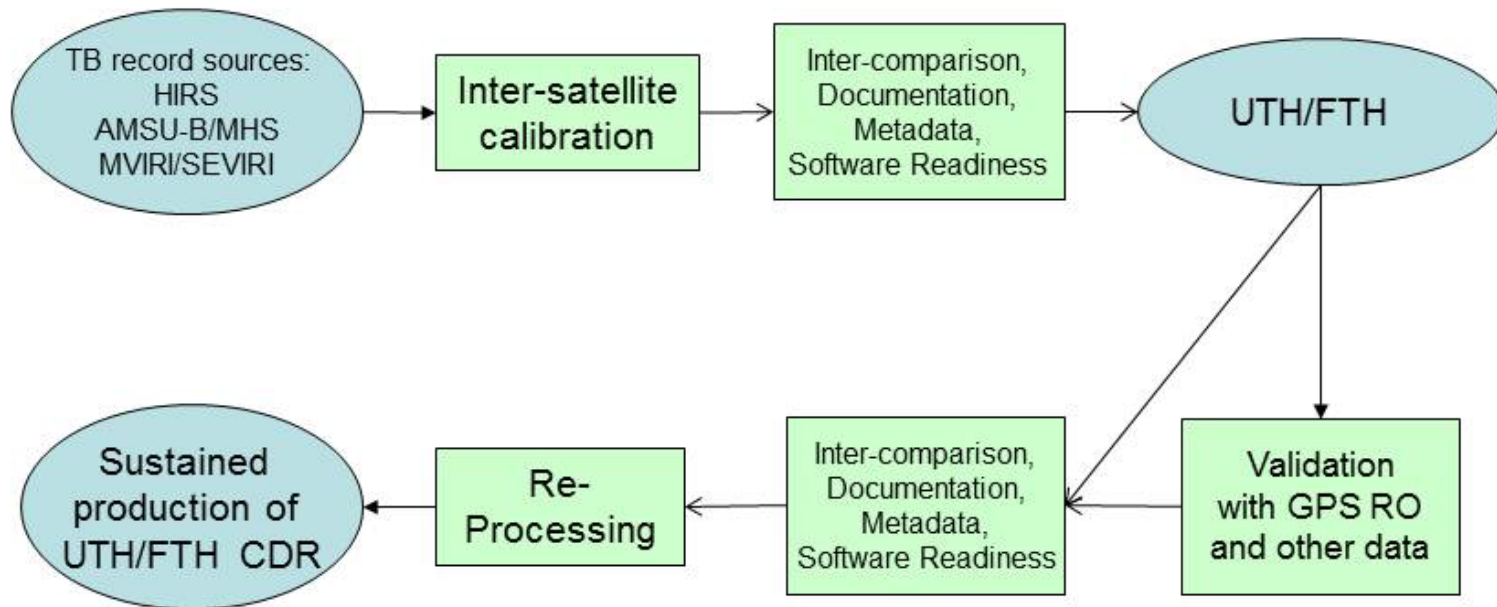 TB record sources:
HIRS
AMSU-B/MHS
MVIRI/SEVIRI
Inter-satellite
calibration
Inter-comparison,
Documentation,
Metadata,
Software Readiness
UTH/FTH
Validation
with GPS RO
and other data
Inter-comparison,
Documentation,
Metadata,
Software Readiness
Re-
Processing
Sustained
production of
UTH/FTH CDR